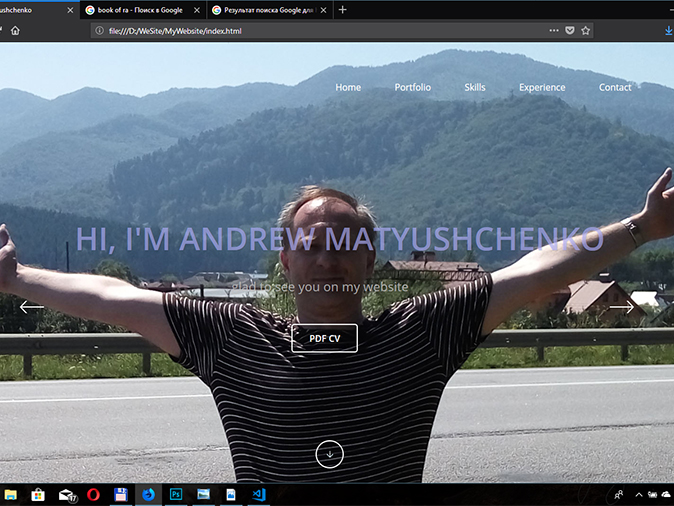 ushchenko
book of ra - Поиск в Google
Результат поиска Google для
file:///D:/WeSite/MyWebsite/index.html
Home Portfolio Skills Experience Contact
HI, I'M ANDREW MATYUSHCHENKO
glad to see you on my website
PDF CV
17
Ps